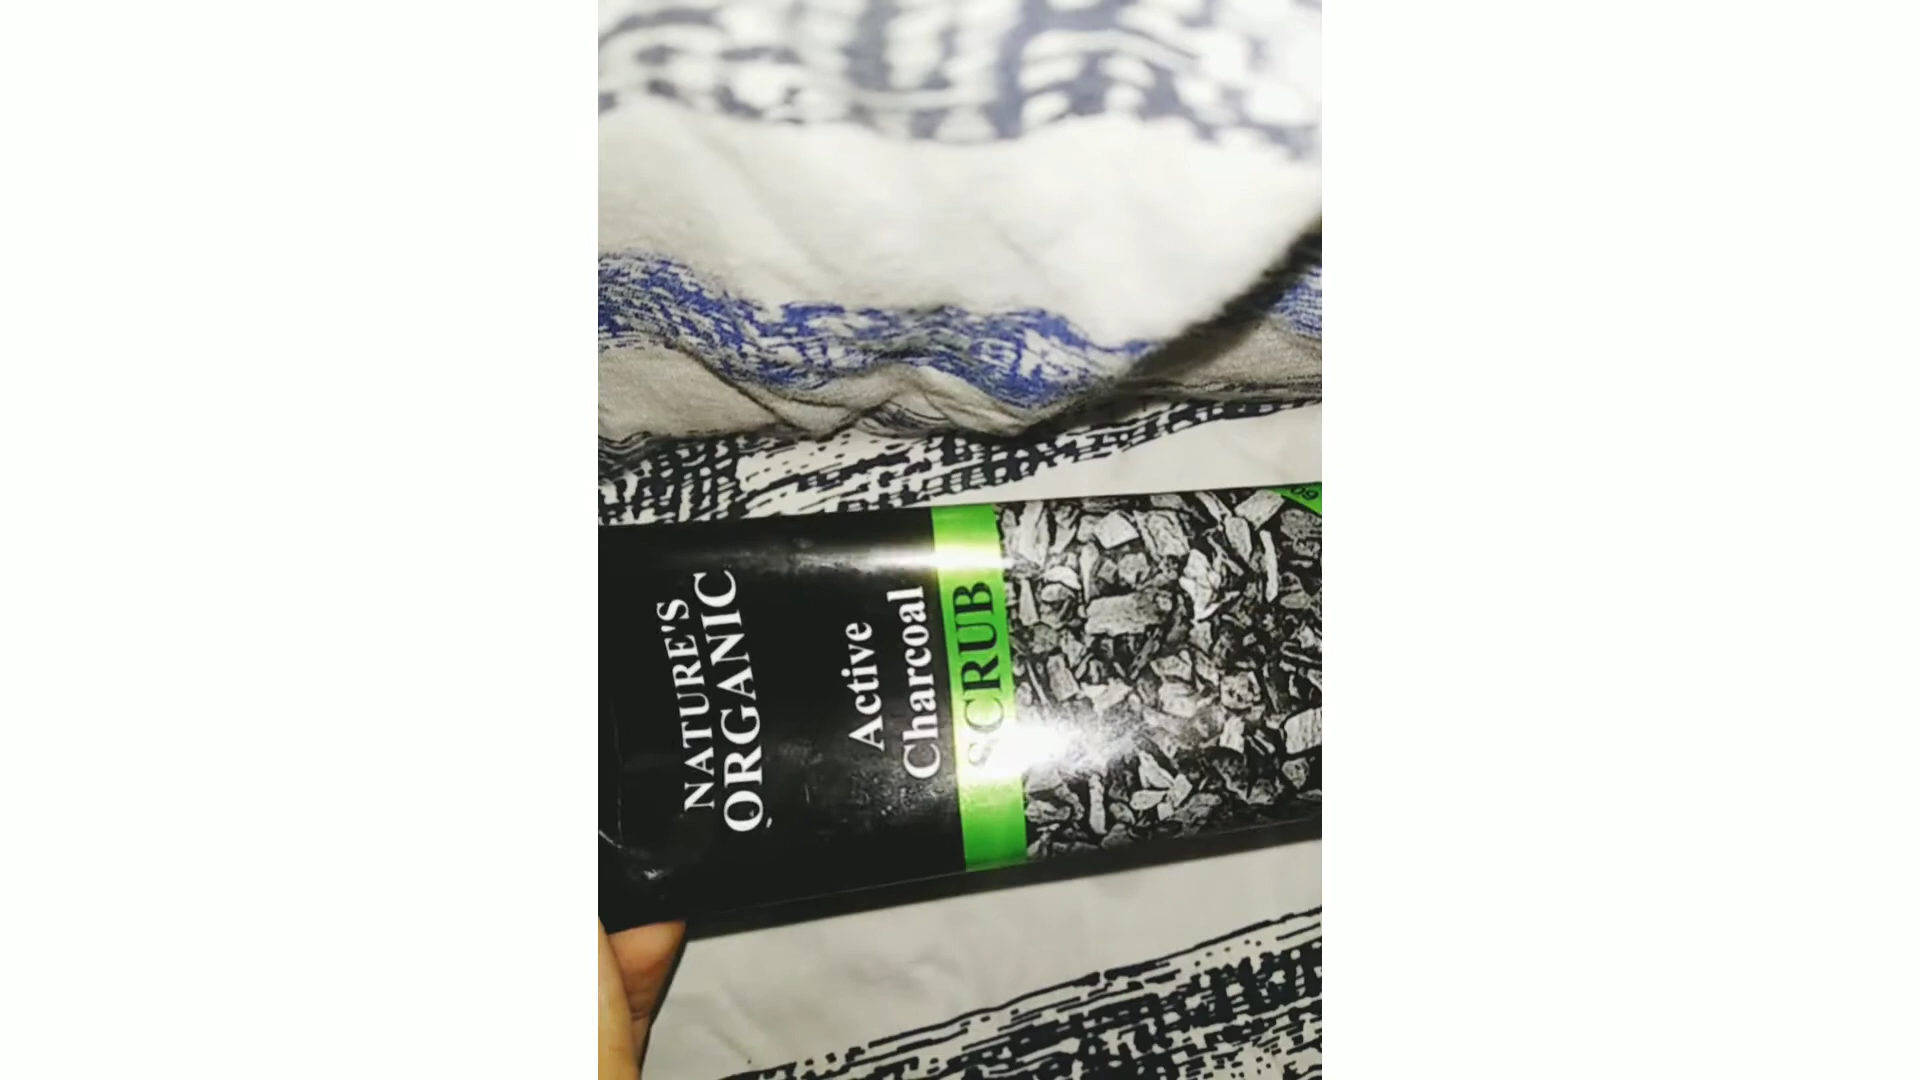 NATURE'S
ORGANIC
Active
Charcoal
SCRUB